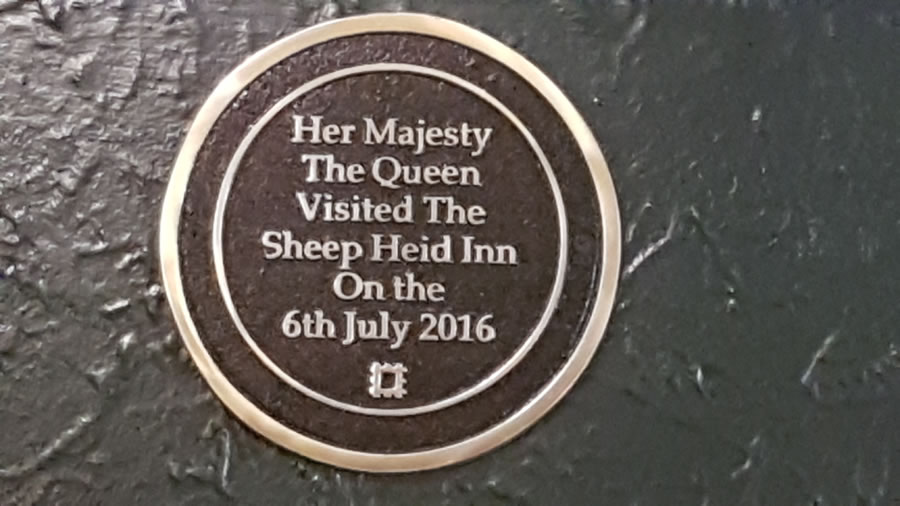 Her Majesty
The Queen
Visited The
Sheep Heid Inn
On the
6th July 2016